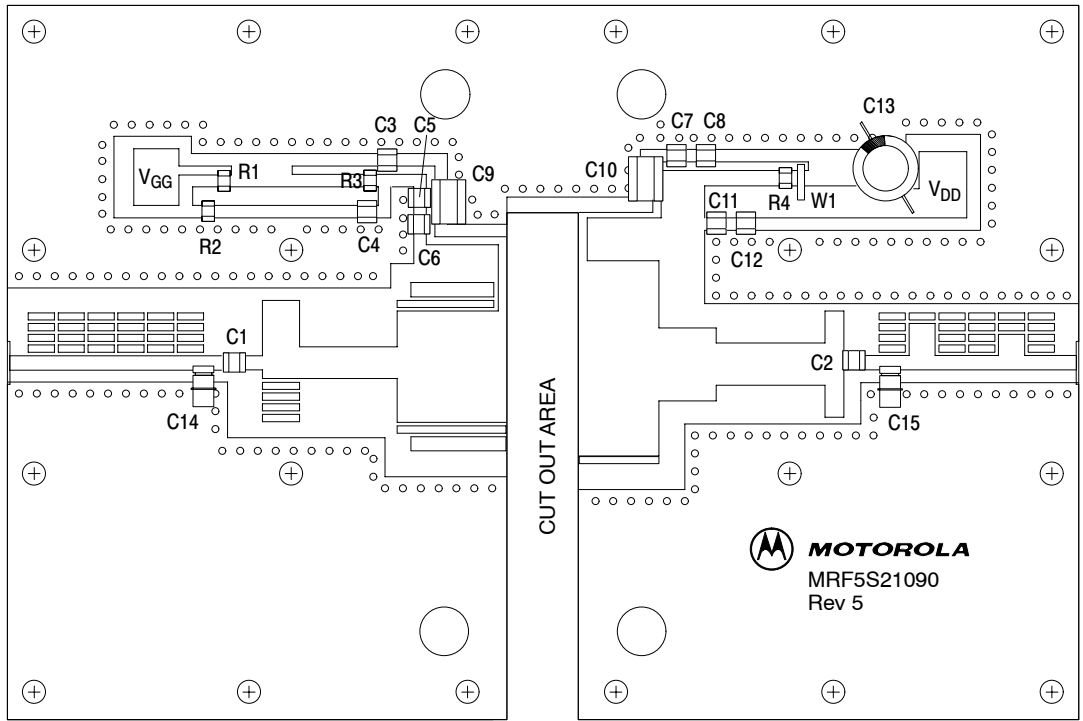 C13
C3
C5
C7
C8
R1
R3
C9
C10
VGG
VDD
R4
W1
R2
C4
C6
C11
C12
C1
C2
C14
C15
CUT OUT AREA
MOTOROLA
MRF5S21090
Rev 5